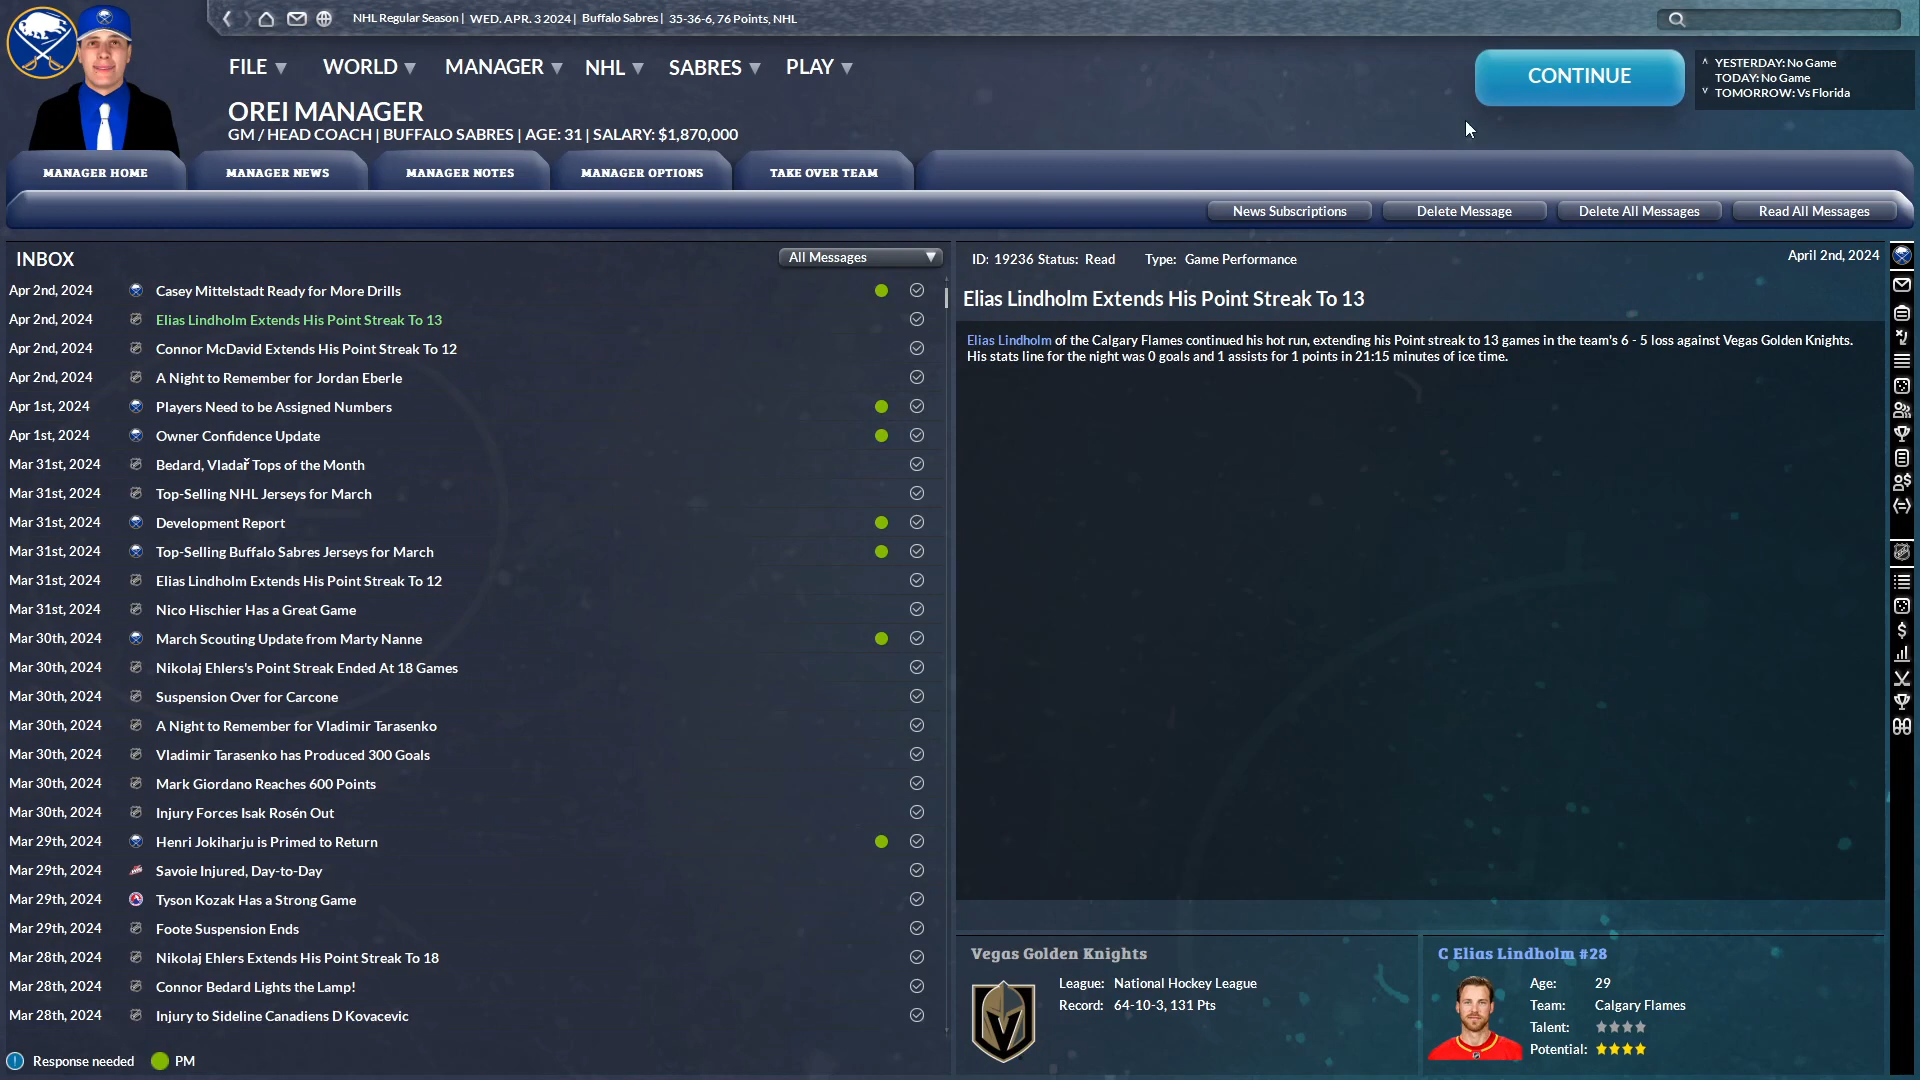 NHL Regular Season | WED. APR. 3 2024 | Buffalo Sabres | 35-36-6, 76 Points, NHL
FILE WORLD MANAGER NHL SABRES PLAY
CONTINUE
YESTERDAY: No Game
TODAY: No Game
TOMORROW: Vs Florida
OREI MANAGER
GM / HEAD COACH | BUFFALO SABRES | AGE: 31 | SALARY: $1,870,000
MANAGER HOME MANAGER NEWS MANAGER NOTES MANAGER OPTIONS TAKE OVER TEAM
News Subscriptions Delete Message Delete All Messages Read All Messages
INBOX All Messages
Apr 2nd, 2024 Casey Mittelstadt Ready for More Drills
Apr 2nd, 2024 Elias Lindholm Extends His Point Streak To 13
Apr 2nd, 2024 Connor McDavid Extends His Point Streak To 12
Apr 2nd, 2024 A Night to Remember for Jordan Eberle
Apr 1st, 2024 Players Need to be Assigned Numbers
Apr 1st, 2024 Owner Confidence Update
Mar 31st, 2024 Bedard, Vladař Tops of the Month
Mar 31st, 2024 Top-Selling NHL Jerseys for March
Mar 31st, 2024 Development Report
Mar 31st, 2024 Top-Selling Buffalo Sabres Jerseys for March
Mar 31st, 2024 Elias Lindholm Extends His Point Streak To 12
Mar 31st, 2024 Nico Hischier Has a Great Game
Mar 30th, 2024 March Scouting Update from Marty Nanne
Mar 30th, 2024 Nikolaj Ehlers's Point Streak Ended At 18 Games
Mar 30th, 2024 Suspension Over for Carcone
Mar 30th, 2024 A Night to Remember for Vladimir Tarasenko
Mar 30th, 2024 Vladimir Tarasenko has Produced 300 Goals
Mar 30th, 2024 Mark Giordano Reaches 600 Points
Mar 30th, 2024 Injury Forces Isak Rosén Out
Mar 29th, 2024 Henri Jokiharju is Primed to Return
Mar 29th, 2024 Savoie Injured, Day-to-Day
Mar 29th, 2024 Tyson Kozak Has a Strong Game
Mar 29th, 2024 Foote Suspension Ends
Mar 28th, 2024 Nikolaj Ehlers Extends His Point Streak To 18
Mar 28th, 2024 Connor Bedard Lights the Lamp!
Mar 28th, 2024 Injury to Sideline Canadiens D Kovacevic
Response needed PM
ID: 19236 Status: Read Type: Game Performance April 2nd, 2024
Elias Lindholm Extends His Point Streak To 13
Elias Lindholm of the Calgary Flames continued his hot run, extending his Point streak to 13 games in the team's 6 - 5 loss against Vegas Golden Knights.
His stats line for the night was 0 goals and 1 assists for 1 points in 21:15 minutes of ice time.
Vegas Golden Knights
League: National Hockey League
Record: 64-10-3, 131 Pts
C Elias Lindholm #28
Age: 29
Team: Calgary Flames
Talent:
Potential: